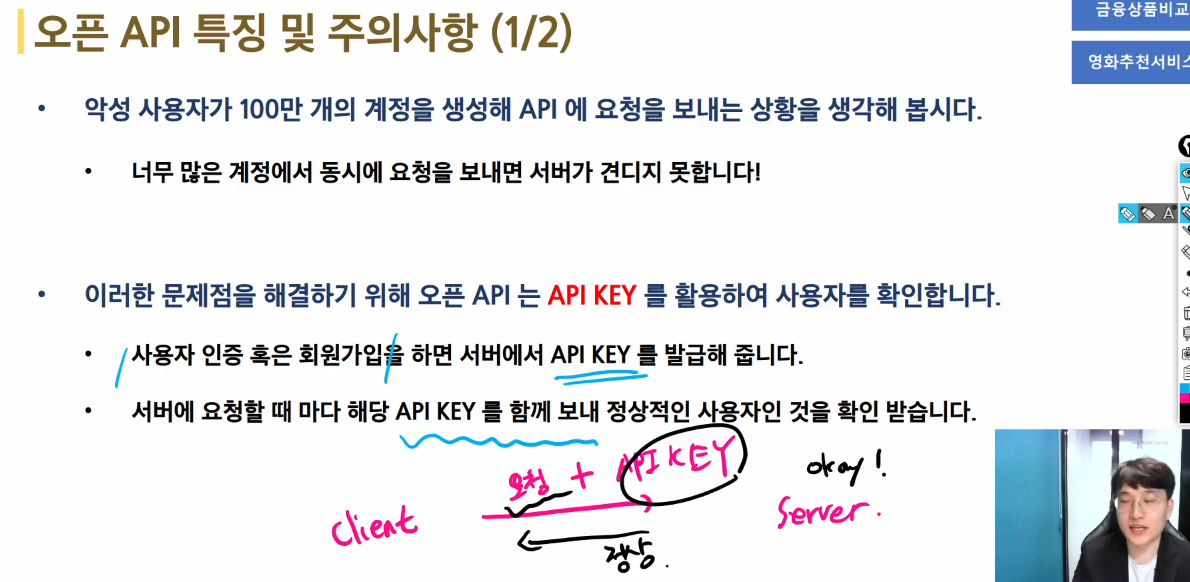 오픈 API 특징 및 주의사항 (1/2)
금융상품비교
영화추천서비스
• 악성 사용자가 100만 개의 계정을 생성해 API 에 요청을 보내는 상황을 생각해 봅시다.
• 너무 많은 계정에서 동시에 요청을 보내면 서버가 견디지 못합니다!
• 이러한 문제점을 해결하기 위해 오픈 API 는 API KEY 를 활용하여 사용자를 확인합니다.
• 사용자 인증 혹은 회원가입을 하면 서버에서 API KEY 를 발급해 줍니다.
• 서버에 요청할 때 마다 해당 API KEY 를 함께 보내 정상적인 사용자인 것을 확인 받습니다.
요청 + API KEY
okay!
Client
Server.
정상.
A